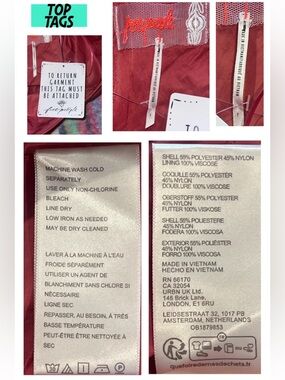 TOP
TAGS
TO RETURN
GARMENT
THIS TAG MUST
BE ATTACHED
free people
MACHINE WASH COLD
SEPARATELY
USE ONLY NON-CHLORINE
BLEACH
LINE DRY
LOW IRON AS NEEDED
MAY BE DRY CLEANED
LAVER À LA MACHINE À L'EAU
FROIDE SÉPARÉMENT
UTILISER UN AGENT DE
BLANCHIMENT SANS CHLORE SI
NÉCESSAIRE
LIGNE SEC
REPASSER, AU BESOIN, À TRÈS
BASSE TEMPÉRATURE
PEUT-ÊTRE ÊTRE NETTOYÉE À
SEC
SHELL 55% POLYESTER 45% NYLON
LINING 100% VISCOSE
COQUILLE 55% POLYESTER
45% NYLON
DOUBLURE 100% VISCOSE
OBERSTOFF 55% POLYESTER
45% NYLON
FUTTER 100% VISKOSE
SHELL 55% POLIESTERE
45% NYLON
FODERA 100% VISCOSA
EXTERIOR 55% POLIÉSTER
45% NYLON
FORRO 100% VISCOSA
MADE IN VIETNAM
HECHO EN VIETNAM
RN 66170
CA 32054
URBN UK Ltd.
145 Brick Lane,
LONDON, E1 6RU
LEIDSESTRAAT 32, 1017 PB
AMSTERDAM, NETHERLANDS
OB1879853
FR
quefairedemesdechets.fr